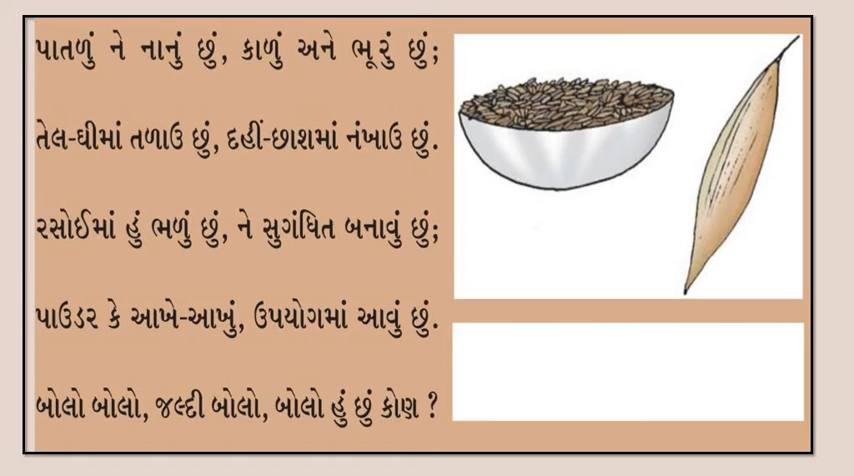 પાતળું ને નાનું છું, કાળું અને ભૂરું છું;
તેલ-ઘીમાં તળાઉ છું, દહીં-છાશમાં નંખાઉ છું.
રસોઈમાં હું ભળું છું, ને સુગંધિત બનાવું છું;
પાઉડર કે આખે-આખું, ઉપયોગમાં આવું છું.
બોલો બોલો, જલ્દી બોલો, બોલો હું છું કોણ ?